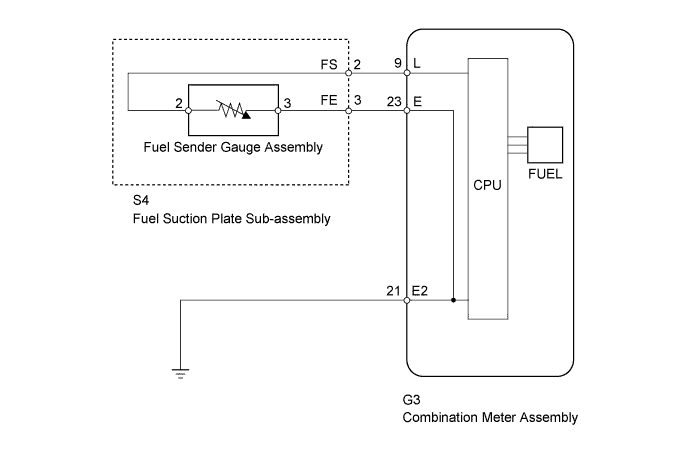 FS 2 9 L
2 3 FE 3 23 E
Fuel Sender Gauge Assembly
FUEL
CPU
S4
Fuel Suction Plate Sub-assembly
21 E2
G3
Combination Meter Assembly